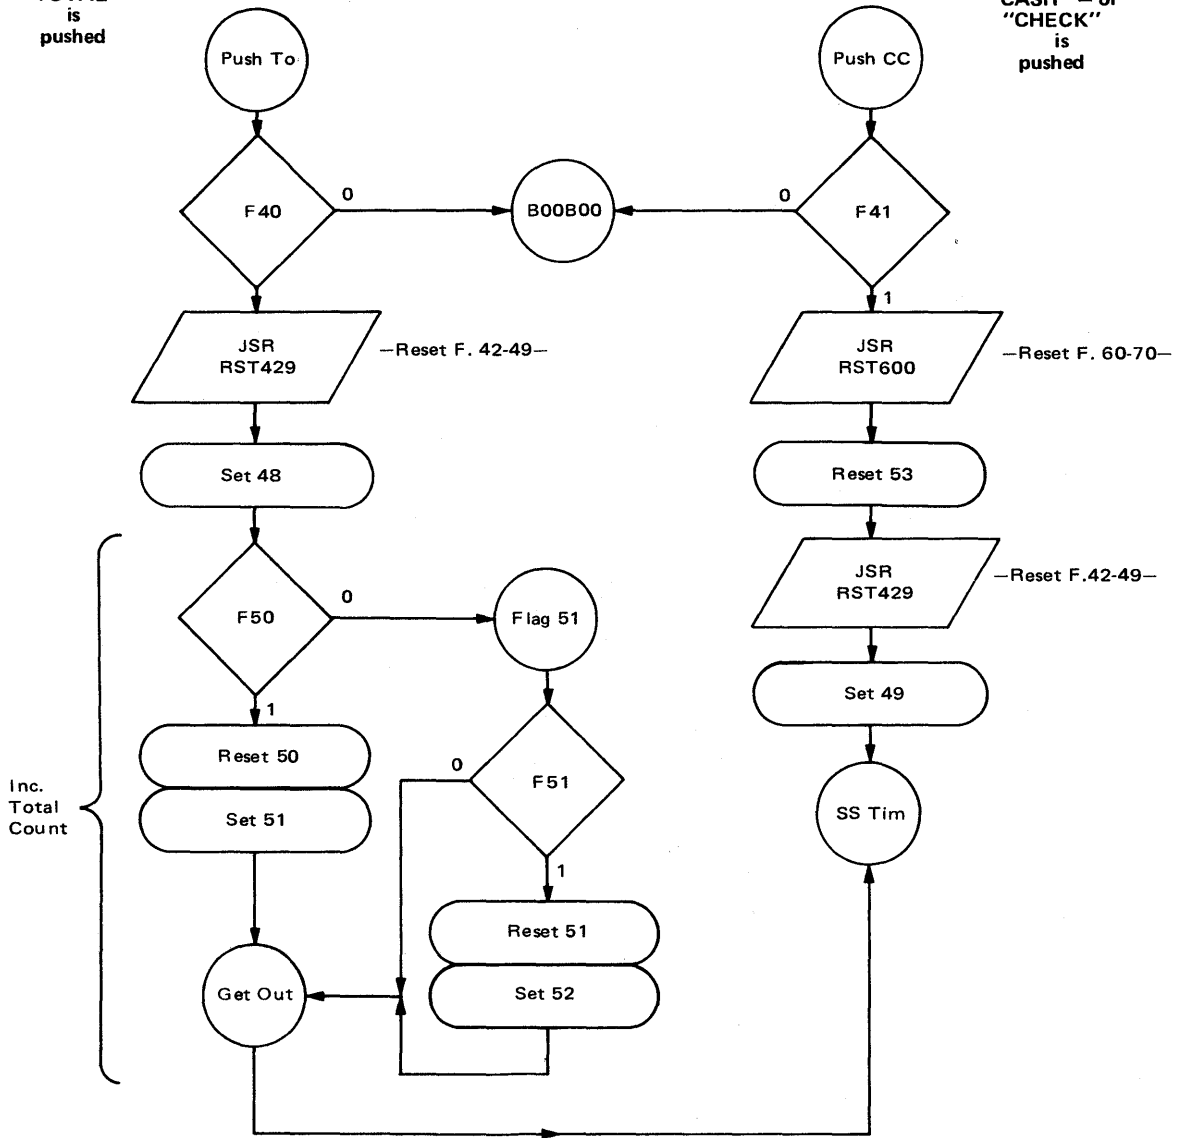 is
pushed
"CHECK"
is
pushed
Push To
Push CC
F40
0
B00B00
0
F41
1
JSR
RST429
—Reset F. 42-49—
JSR
RST600
—Reset F. 60-70—
Set 48
Reset 53
F50
0
Flag 51
JSR
RST429
—Reset F.42-49—
1
Set 49
Reset 50
Set 51
0
F51
1
Inc.
Total
Count
SS Tim
Reset 51
Set 52
Get Out